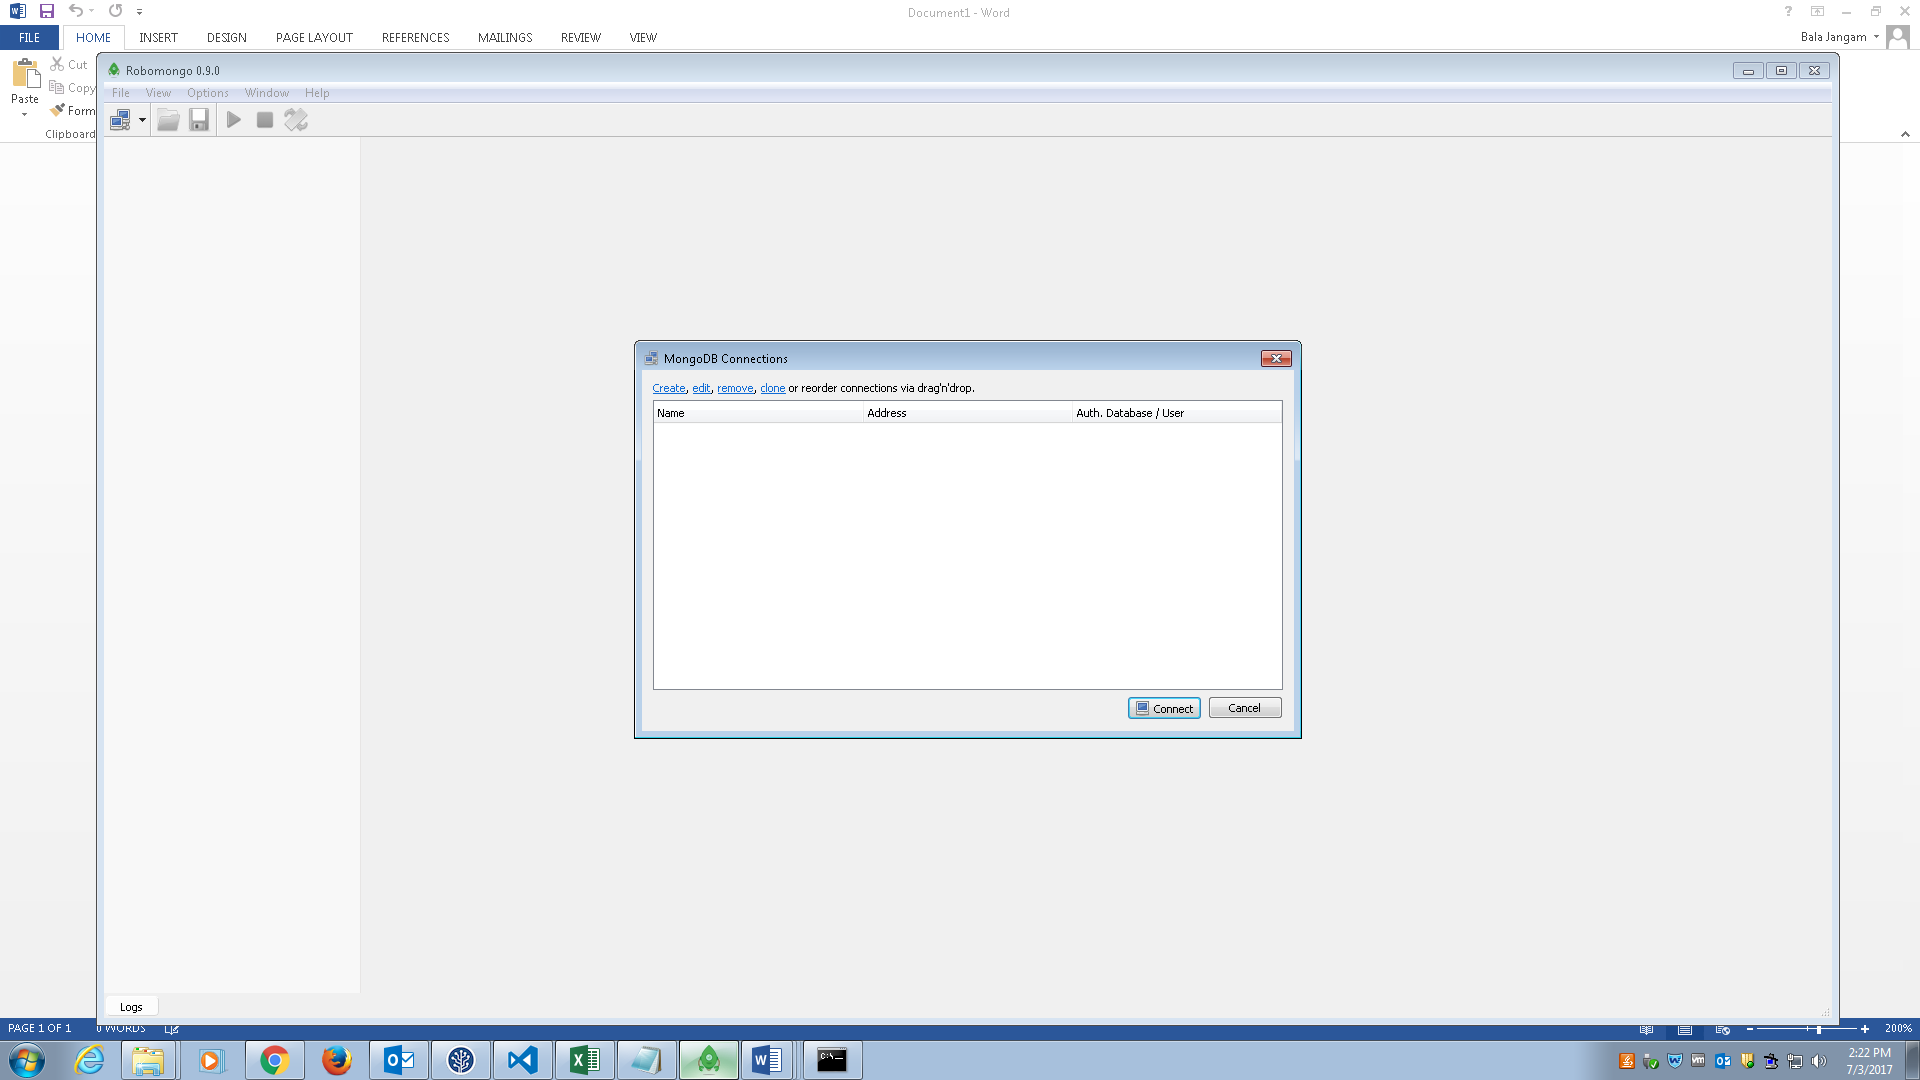 Document1 - Word
FILE HOME INSERT DESIGN PAGE LAYOUT REFERENCES MAILINGS REVIEW VIEW
Bala Jangam
Cut
Paste
Copy
Form
Clipboard
Robomongo 0.9.0
File View Options Window Help
MongoDB Connections
Create, edit, remove, clone or reorder connections via drag'n'drop.
Name Address Auth. Database / User
Connect Cancel
Logs
PAGE 1 OF 1 0 WORDS
200%
C:\
2:22 PM
7/3/2017